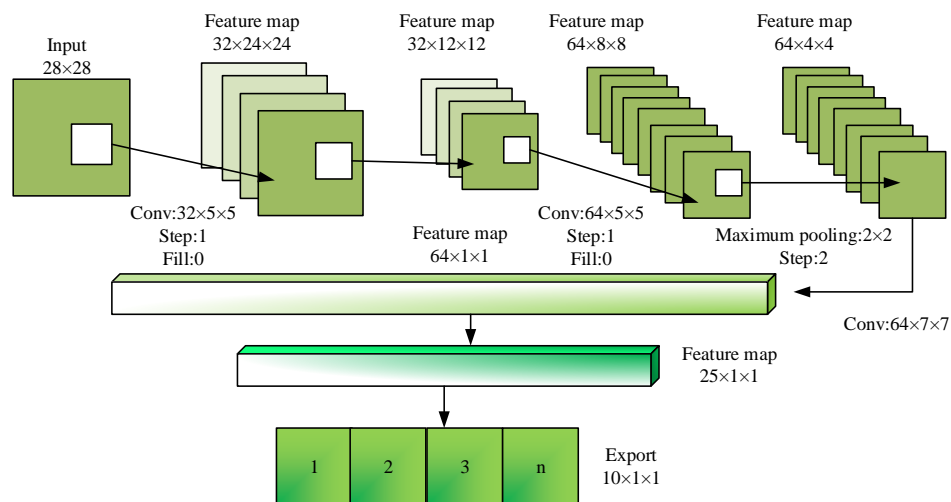 Input
28×28
Feature map
32×24×24
Feature map
32×12×12
Feature map
64×8×8
Feature map
64×4×4
Conv:32×5×5
Step:1
Fill:0
Feature map
64×1×1
Conv:64×5×5
Step:1
Fill:0
Maximum pooling:2×2
Step:2
Conv:64×7×7
Feature map
25×1×1
1
2
3
n
Export
10×1×1